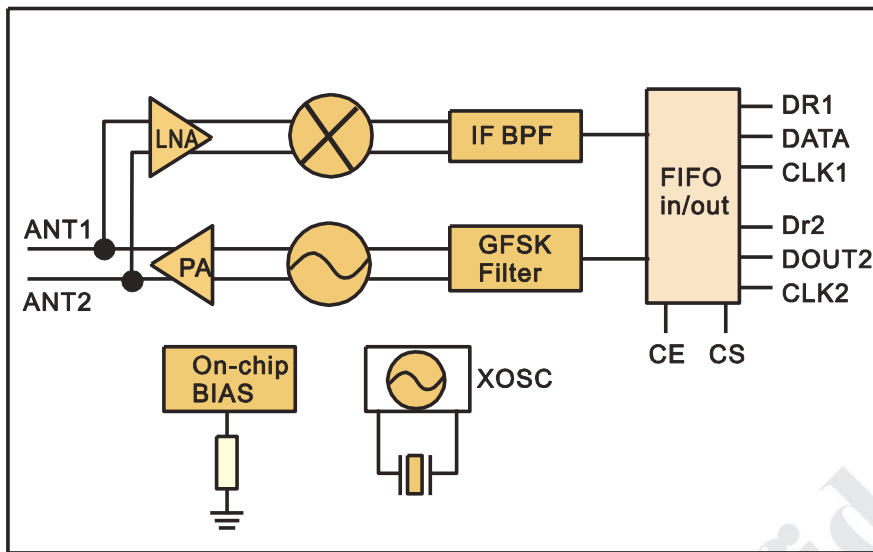 LNA
IF BPF
DR1
DATA
CLK1
FIFO
in/out
ANT1
PA
GFSK
Filter
Dr2
DOUT2
CLK2
ANT2
CE CS
On-chip
BIAS
XOSC